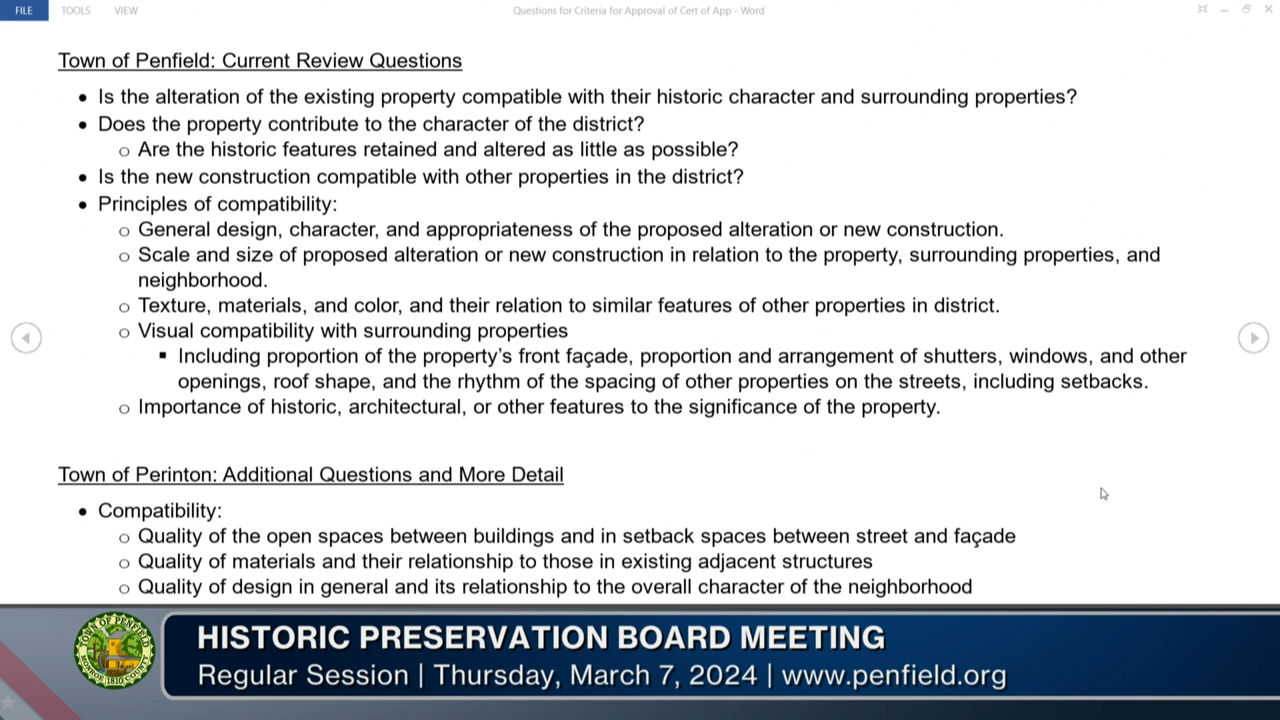 FILE TOOLS VIEW Questions for Criteria for Approval of Cert of App - Word
Town of Penfield: Current Review Questions
• Is the alteration of the existing property compatible with their historic character and surrounding properties?
• Does the property contribute to the character of the district?
o Are the historic features retained and altered as little as possible?
• Is the new construction compatible with other properties in the district?
• Principles of compatibility:
o General design, character, and appropriateness of the proposed alteration or new construction.
o Scale and size of proposed alteration or new construction in relation to the property, surrounding properties, and
neighborhood.
o Texture, materials, and color, and their relation to similar features of other properties in district.
o Visual compatibility with surrounding properties
▪ Including proportion of the property's front façade, proportion and arrangement of shutters, windows, and other
openings, roof shape, and the rhythm of the spacing of other properties on the streets, including setbacks.
o Importance of historic, architectural, or other features to the significance of the property.
Town of Perinton: Additional Questions and More Detail
• Compatibility:
o Quality of the open spaces between buildings and in setback spaces between street and façade
o Quality of materials and their relationship to those in existing adjacent structures
o Quality of design in general and its relationship to the overall character of the neighborhood
TOWN OF PENFIELD
MONROE COUNTY
1810
HISTORIC PRESERVATION BOARD MEETING
Regular Session | Thursday, March 7, 2024 | www.penfield.org